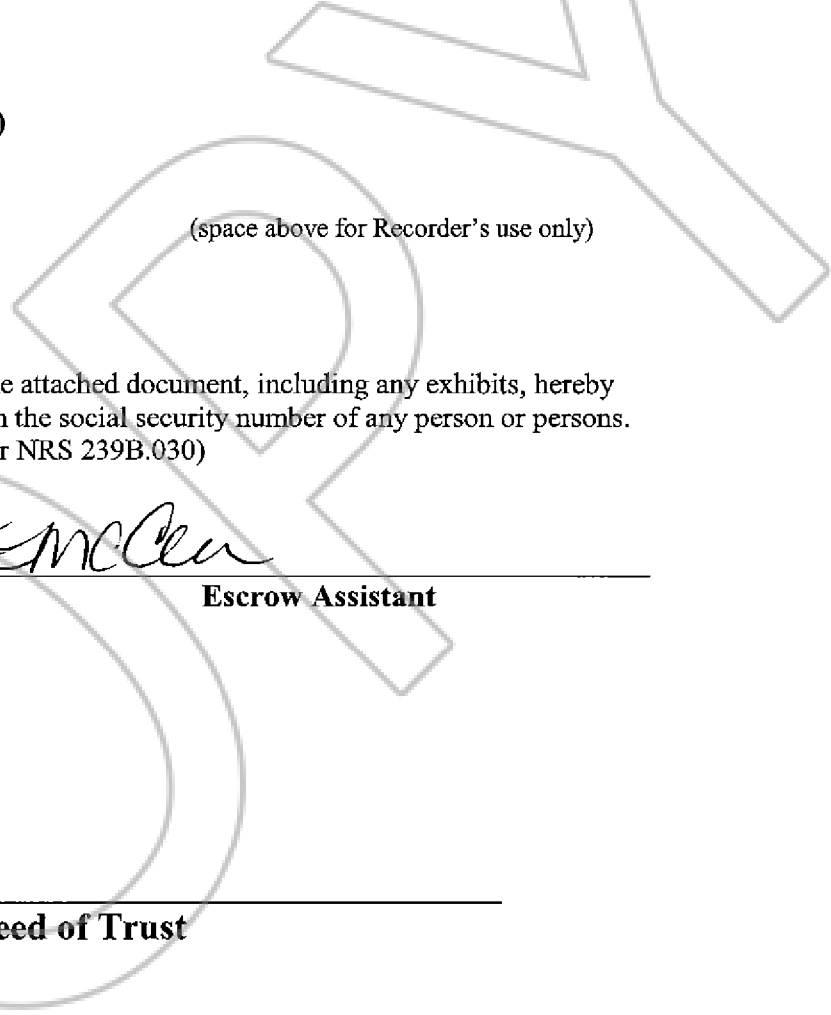 )
(space above for Recorder's use only)
e attached document, including any exhibits, hereby
the social security number of any person or persons.
r NRS 239B.030)
Escrow Assistant
eed of Trust